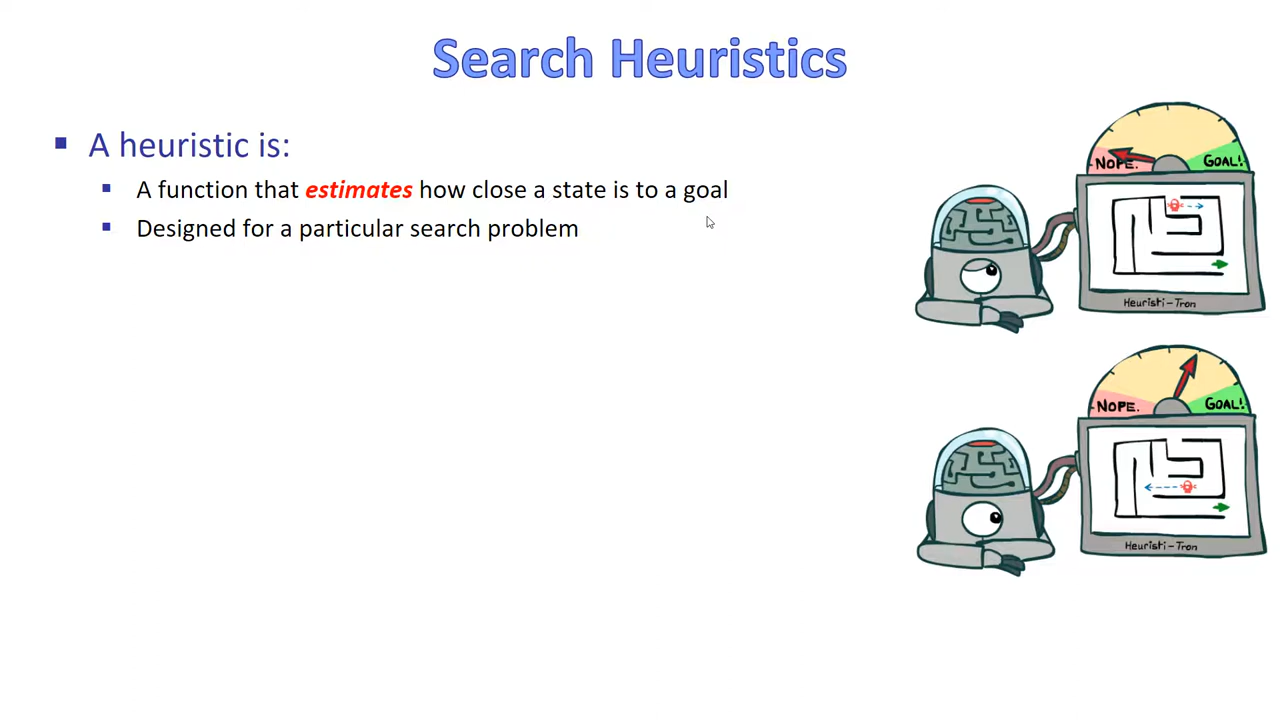 Search Heuristics
A heuristic is:
A function that estimates how close a state is to a goal
Designed for a particular search problem
NOPE.
GOAL!
Heuristi-Tron
NOPE.
GOAL!
Heuristi-Tron